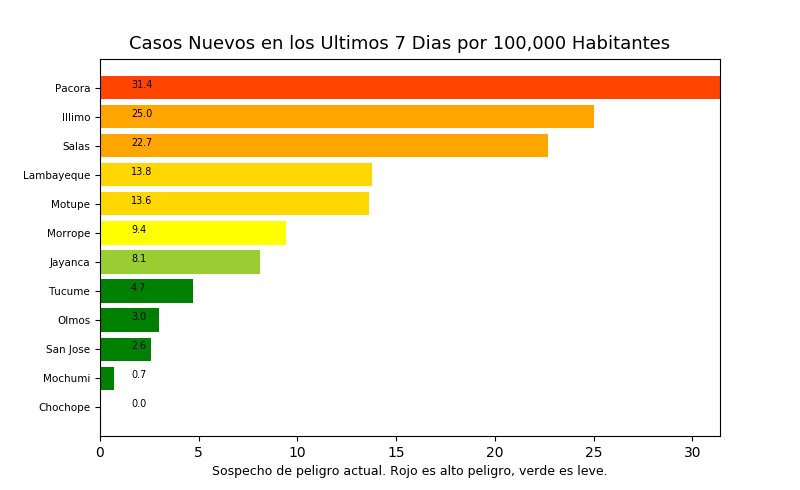 Casos Nuevos en los Ultimos 7 Dias por 100,000 Habitantes
Pacora 31.4
Illimo 25.0
Salas 22.7
Lambayeque 13.8
Motupe 13.6
Morrope 9.4
Jayanca 8.1
Tucume 4.7
Olmos 3.0
San Jose 2.6
Mochumi 0.7
Chochope 0.0
0 5 10 15 20 25 30
Sospecho de peligro actual. Rojo es alto peligro, verde es leve.